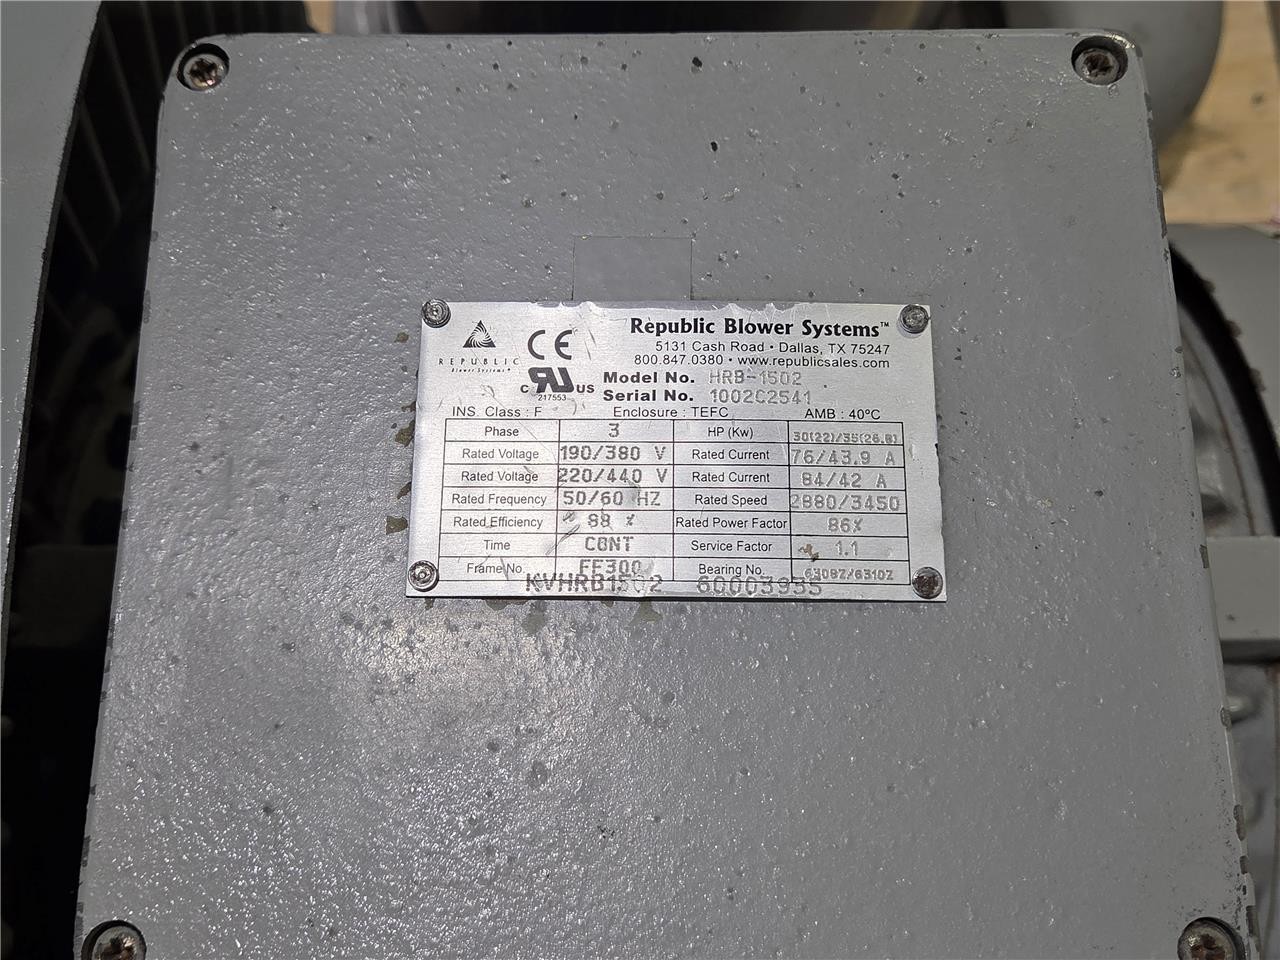 REPUBLIC
Blower Systems
CE
Republic Blower Systems™
5131 Cash Road • Dallas, TX 75247
800.847.0380 • www.republicsales.com
C RU US
217553
Model No. HRB-1502
Serial No. 1002C2541
INS. Class : F Enclosure : TEFC AMB : 40°C
Phase 3 HP (Kw) 30(22)/35(26.8)
Rated Voltage 190/380 V Rated Current 76/43.9 A
Rated Voltage 220/440 V Rated Current 84/42 A
Rated Frequency 50/60 HZ Rated Speed 2880/3450
Rated Efficiency 88 % Rated Power Factor 86%
Time CONT Service Factor 1.1
Frame No. FF300 Bearing No. 6308Z/6310Z
KVHRB1502 60003935